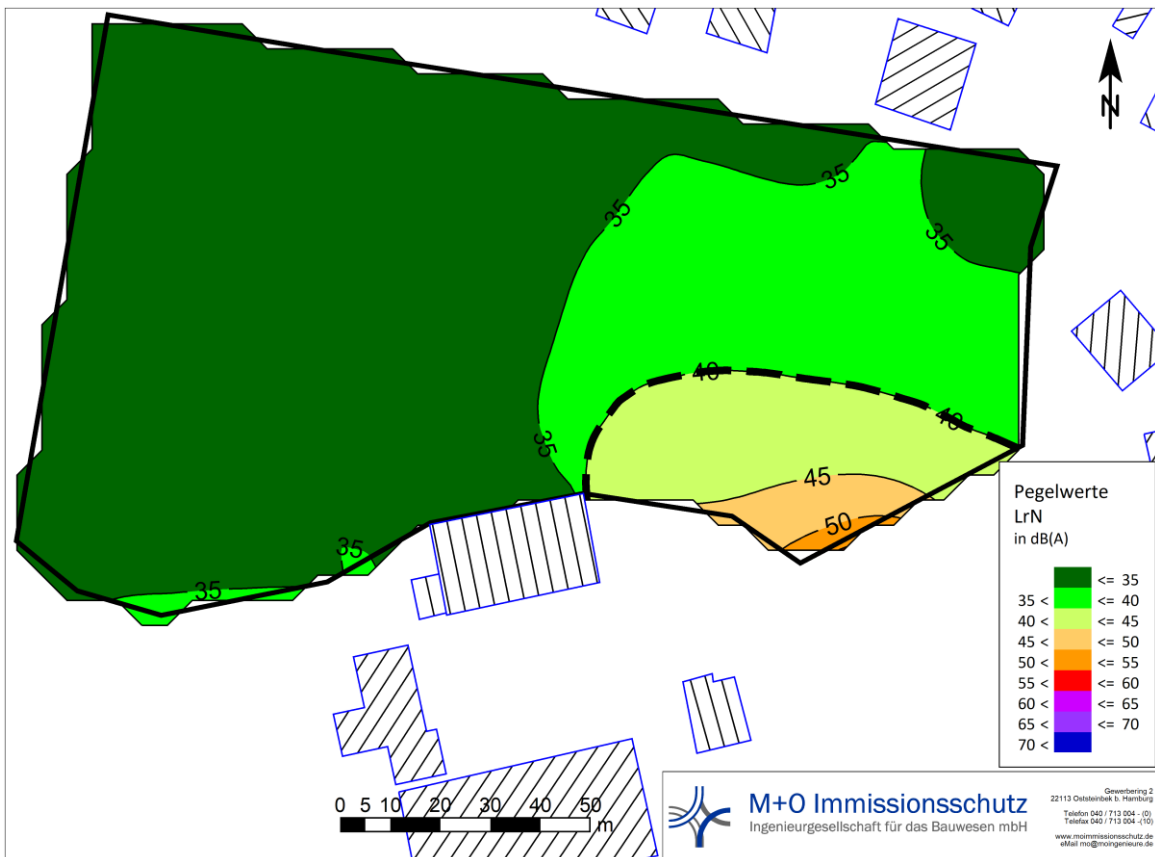 N
35
35
35
40
40
35
45
50
35
35
Pegelwerte
LrN
in dB(A)
<= 35
35 < <= 40
40 < <= 45
45 < <= 50
50 < <= 55
55 < <= 60
60 < <= 65
65 < <= 70
70 <
0 5 10 20 30 40 50
m
M+O Immissionsschutz
Ingenieurgesellschaft für das Bauwesen mbH
Gewerbering 2
22113 Oststeinbek b. Hamburg
Telefon 040 / 713 004 - (0)
Telefax 040 / 713 004 -(10)
www.moimmissionsschutz.de
eMail mo@moingenieure.de